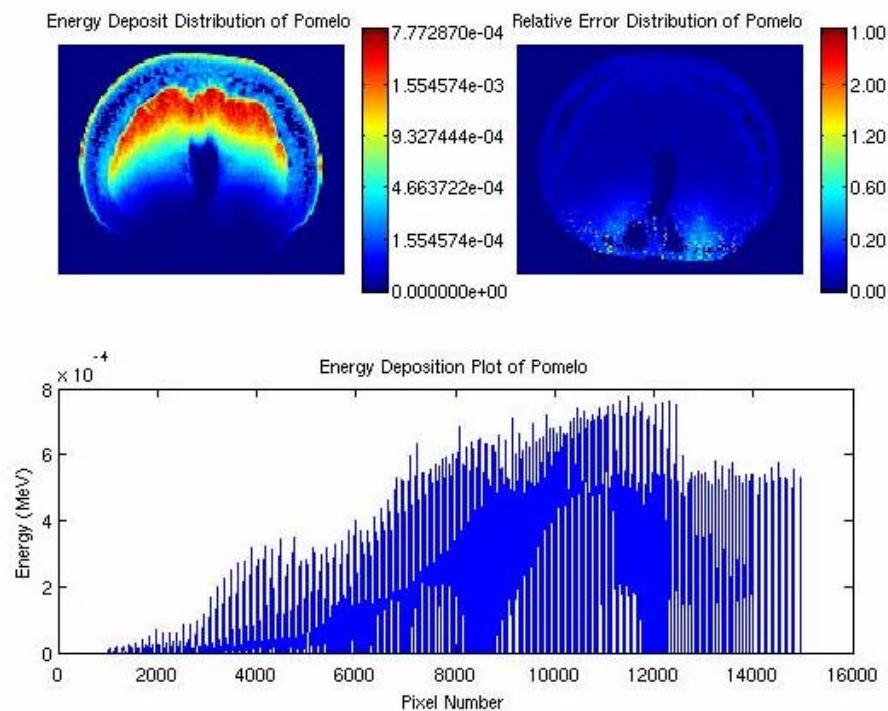 Energy Deposit Distribution of Pomelo
7.772870e-04
1.554574e-03
9.327444e-04
4.663722e-04
1.554574e-04
0.000000e+00
Relative Error Distribution of Pomelo
1.00
2.00
1.20
0.60
0.20
0.00
Energy Deposition Plot of Pomelo
× 10
-4
8
6
4
2
0
Energy (MeV)
0
2000
4000
6000
8000
10000
12000
14000
16000
Pixel Number